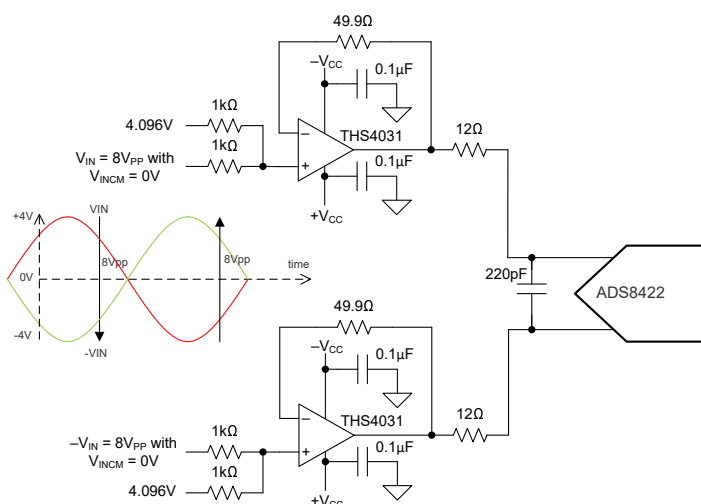 49.9Ω
–VCC
0.1µF
1kΩ
4.096V
THS4031
1kΩ
12Ω
VIN = 8VPP with
VINCM = 0V
0.1µF
+VCC
+4V
VIN
8Vpp
8Vpp
time
0V
-4V
-VIN
220pF
ADS8422
49.9Ω
–VCC
0.1µF
THS4031
12Ω
1kΩ
–VIN = 8VPP with
VINCM = 0V
0.1µF
1kΩ
4.096V
+VCC